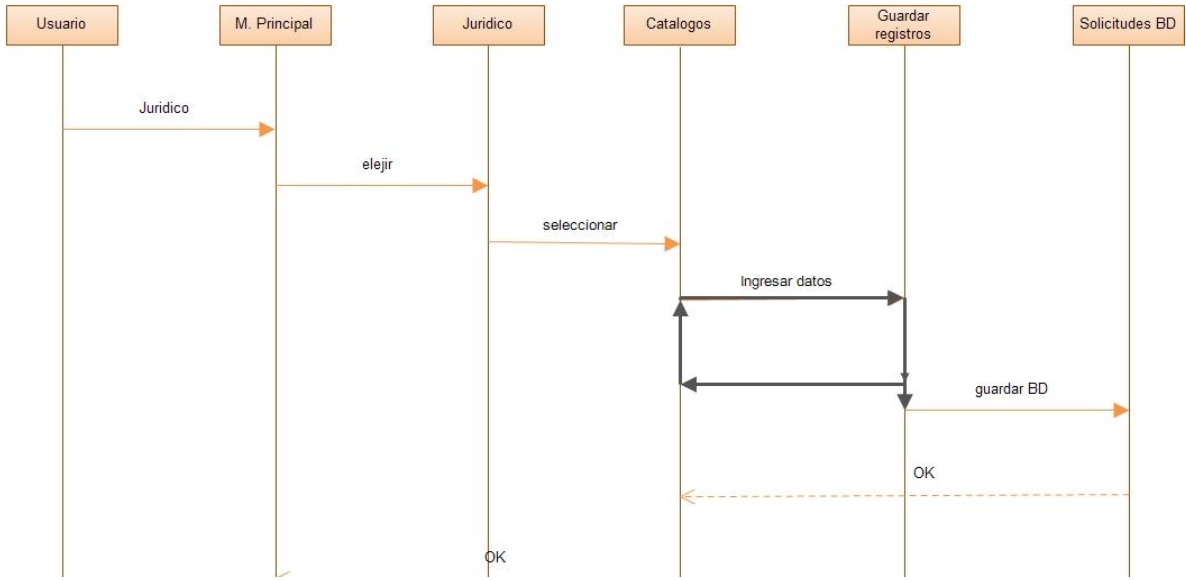 Usuario
M. Principal
Juridico
Catalogos
Guardar
registros
Solicitudes BD
Juridico
elejir
seleccionar
Ingresar datos
guardar BD
OK
OK